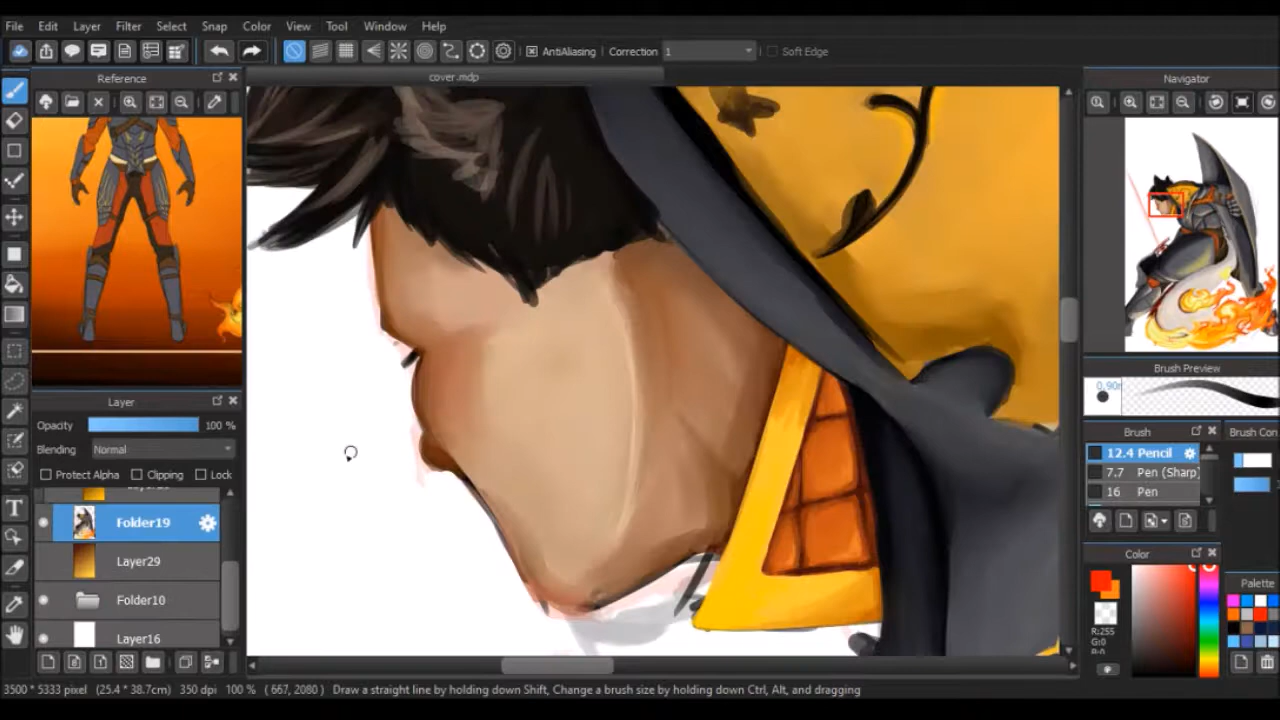 File Edit Layer Filter Select Snap Color View Tool Window Help
AntiAliasing Correction 1 Soft Edge
Reference
cover.mdp
Navigator
Layer
Opacity 100 %
Blending Normal
Protect Alpha Clipping Lock
Folder19
Layer29
Folder10
Layer16
Brush Preview
Brush
12.4 Pencil
7.7 Pen (Sharp)
16 Pen
Color
R:255
Palette
3500 * 5333 pixel (25.4 * 38.7cm) 350 dpi 100 % ( 667, 2080 ) Draw a straight line by holding down Shift, Change a brush size by holding down Ctrl, Alt, and dragging